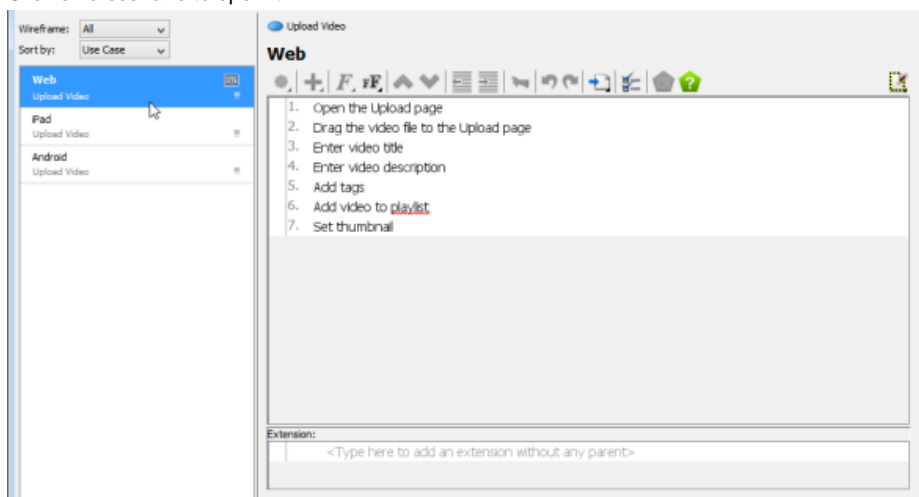 Wireframe: All
Sort by: Use Case
Web
Upload Video
iPad
Upload Video
Android
Upload Video
Upload Video
Web
1. Open the Upload page
2. Drag the video file to the Upload page
3. Enter video title
4. Enter video description
5. Add tags
6. Add video to playlist
7. Set thumbnail
Extension:
<Type here to add an extension without any parent>